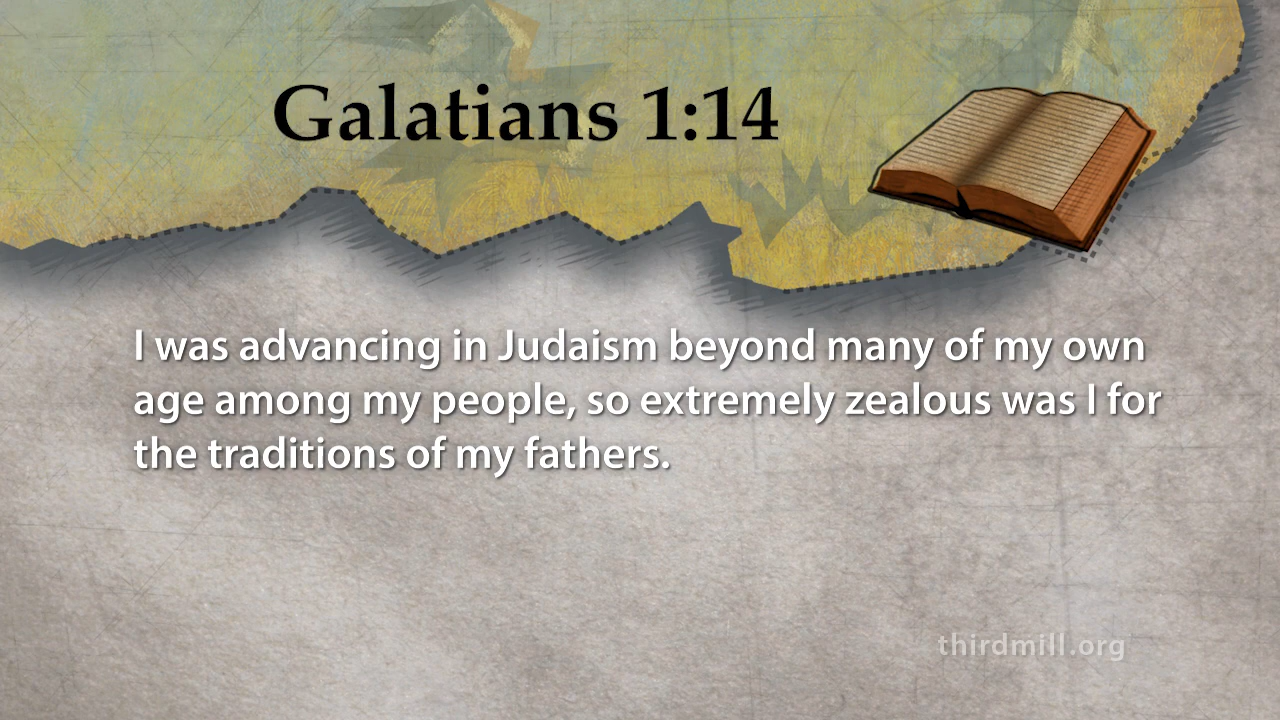 Galatians 1:14
I was advancing in Judaism beyond many of my own
age among my people, so extremely zealous was I for
the traditions of my fathers.
thirdmill.org